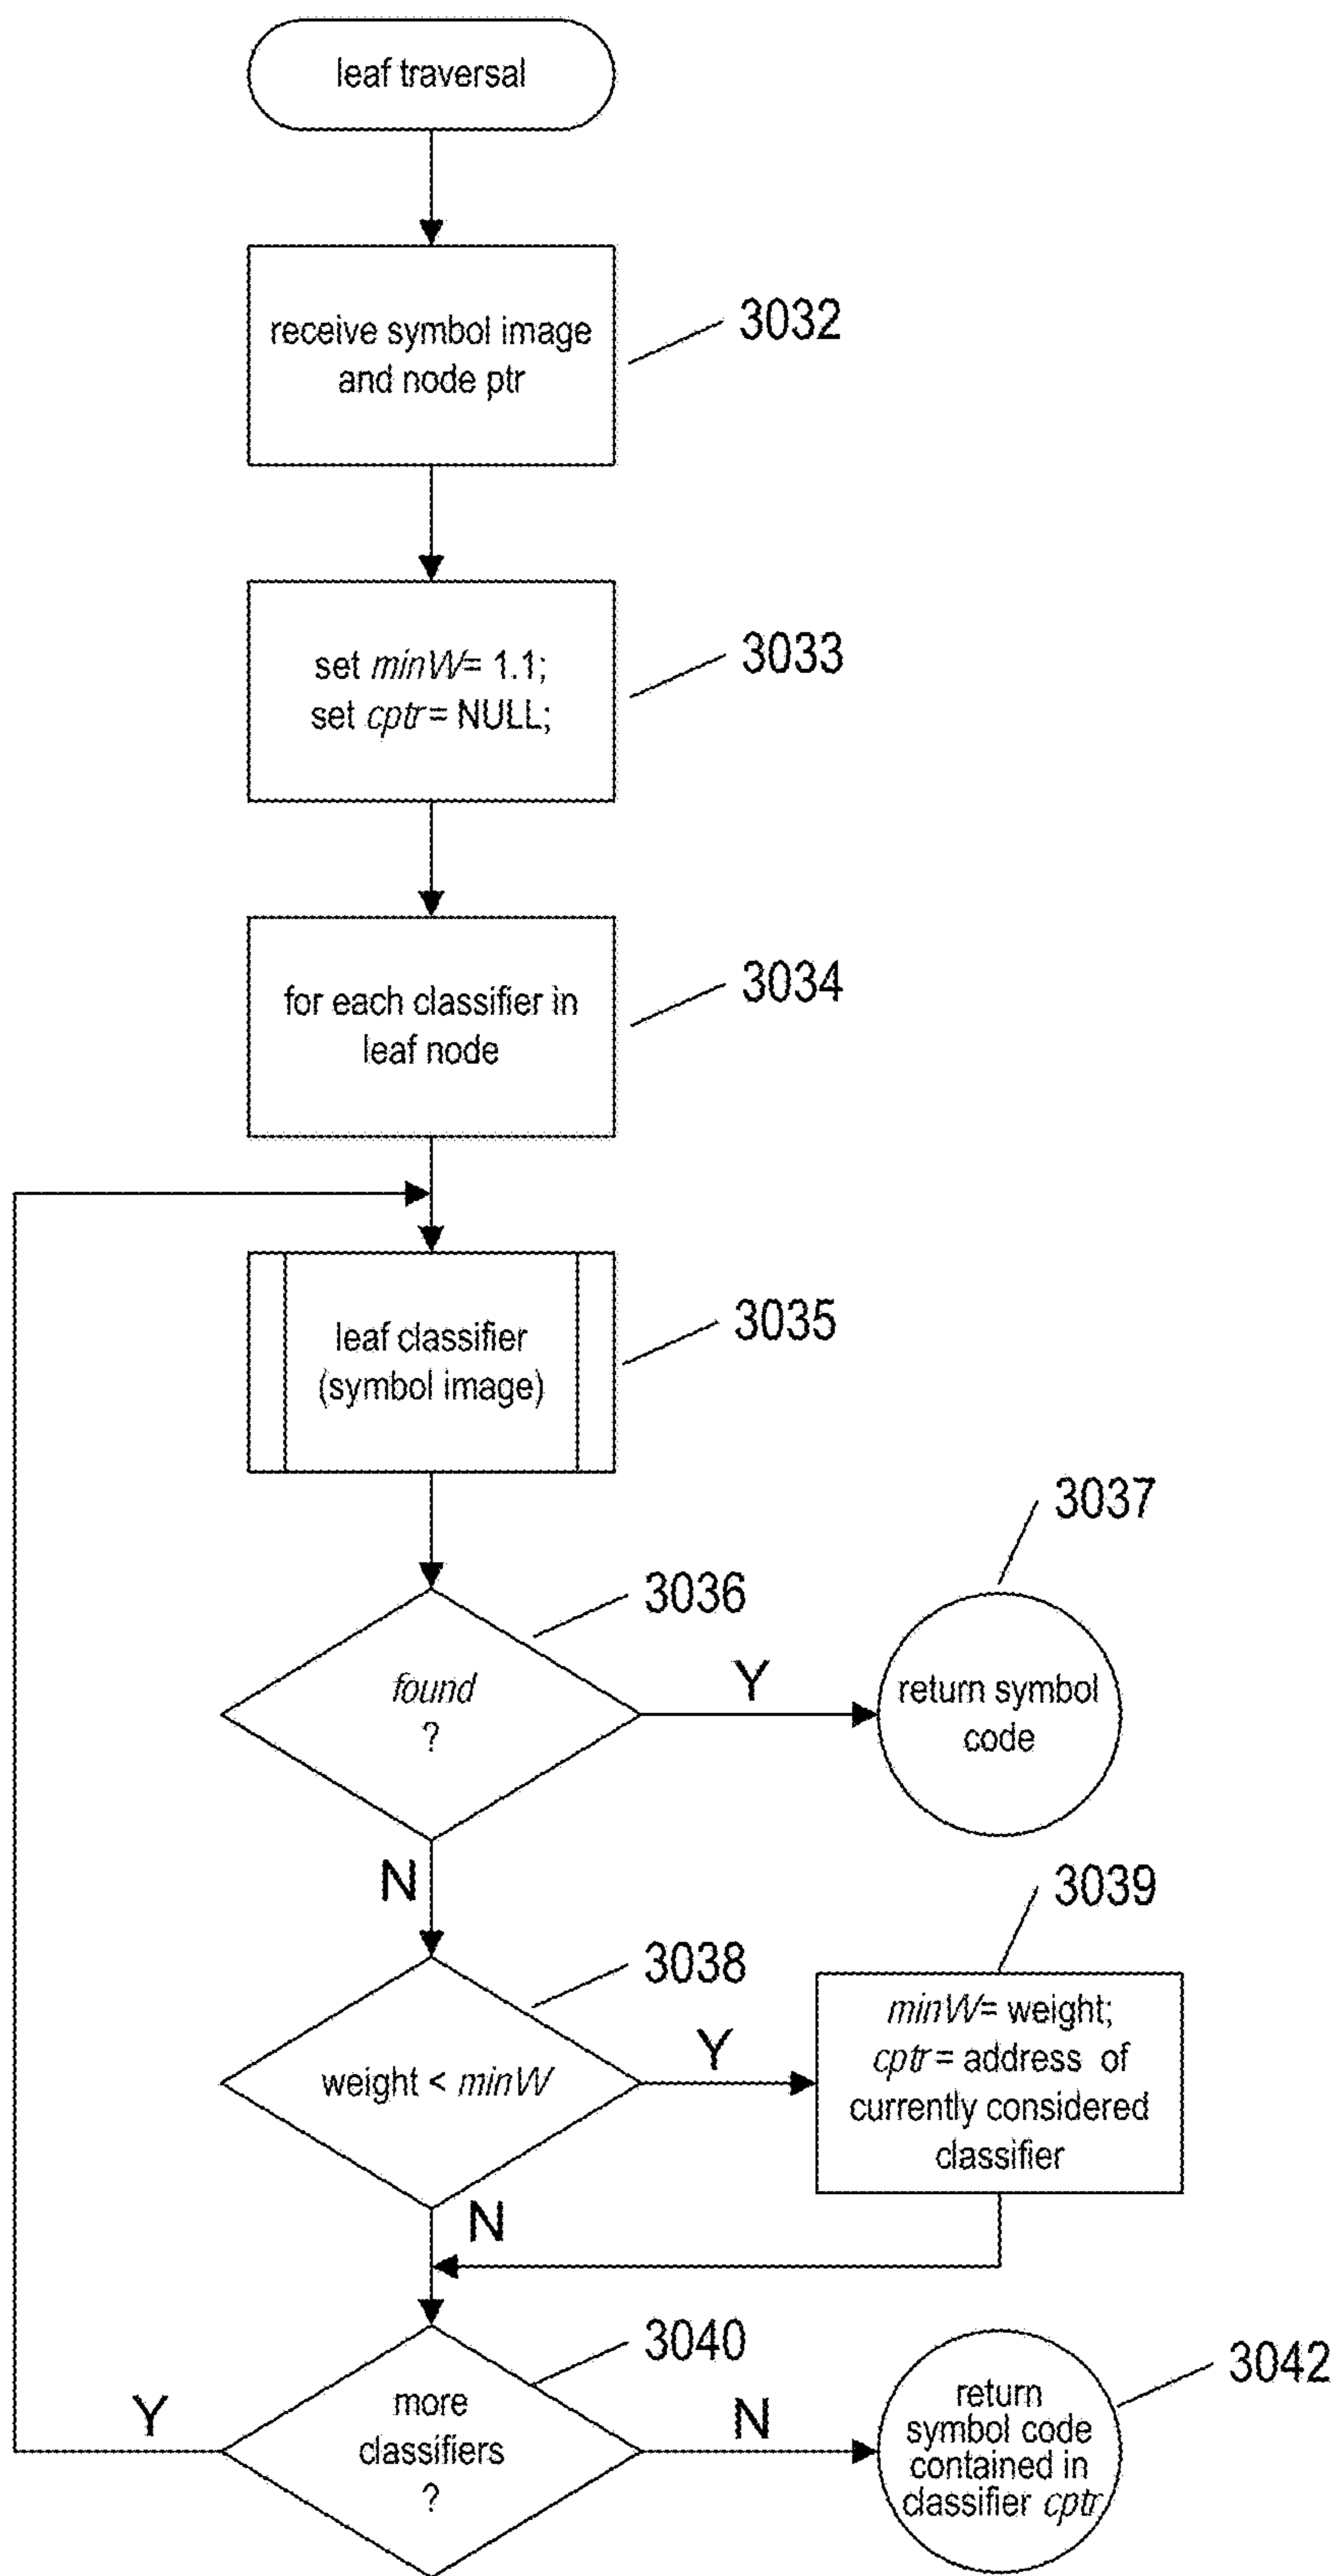 leaf traversal
receive symbol image
and node ptr
3032
set minW= 1.1;
set cptr = NULL;
3033
for each classifier in
leaf node
3034
leaf classifier
(symbol image)
3035
found
?
3036
Y
return symbol
code
3037
N
weight < minW
3038
Y
minW= weight;
cptr = address of
currently considered
classifier
3039
N
more
classifiers
?
3040
Y
N
return
symbol code
contained in
classifier cptr
3042